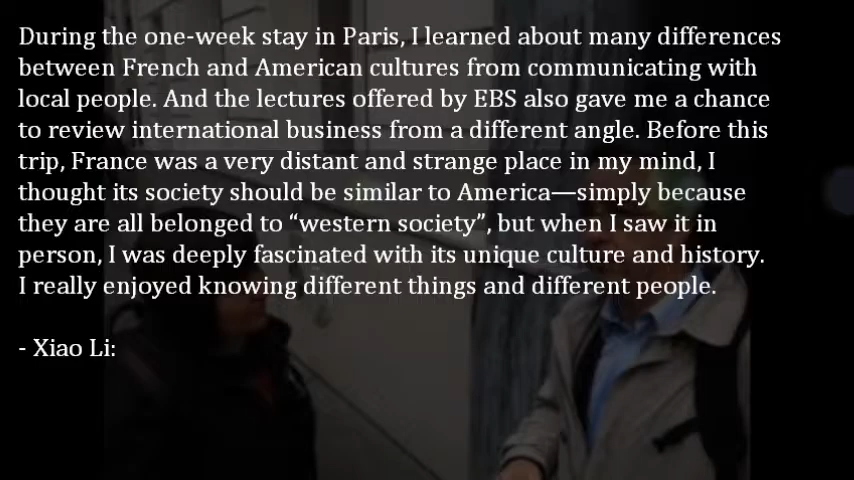 During the one-week stay in Paris, I learned about many differences
between French and American cultures from communicating with
local people. And the lectures offered by EBS also gave me a chance
to review international business from a different angle. Before this
trip, France was a very distant and strange place in my mind, I
thought its society should be similar to America—simply because
they are all belonged to “western society”, but when I saw it in
person, I was deeply fascinated with its unique culture and history.
I really enjoyed knowing different things and different people.
- Xiao Li: